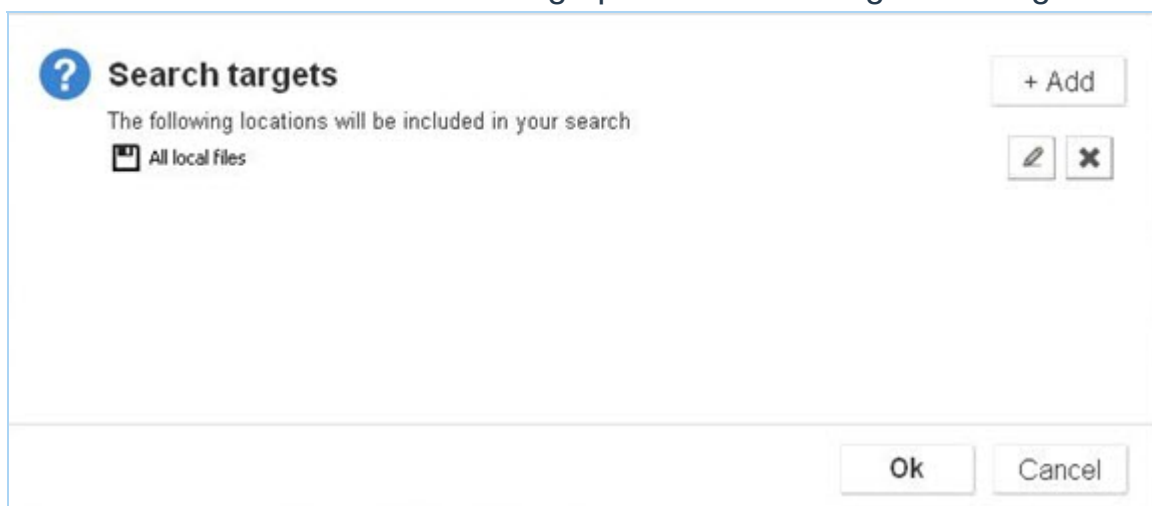 Search targets
+ Add
The following locations will be included in your search
All local files
Ok
Cancel